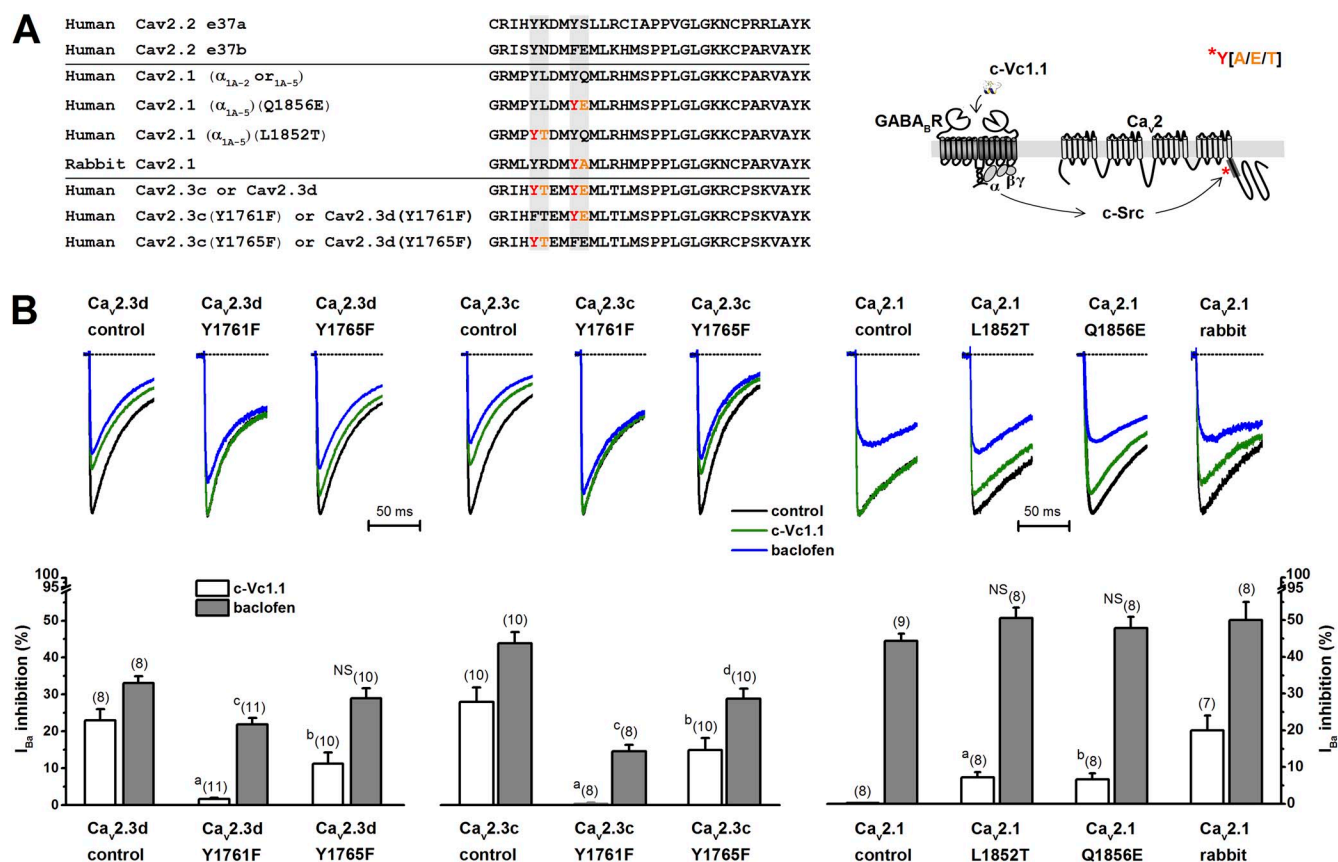 A
Human Cav2.2 e37a CRIHYKDMYSLLRCIAPPVGLGKNCPRRLAYK
Human Cav2.2 e37b GRISYNDMFEMLKHMSPPLGLGKKCPARVAYK
Human Cav2.1 (α1A-2 or1A-5) GRMPYLDMYQMLRHMSPPLGLGKKCPARVAYK
Human Cav2.1 (α1A-5)(Q1856E) GRMPYLDMYEMLRHMSPPLGLGKKCPARVAYK
Human Cav2.1 (α1A-5)(L1852T) GRMPYTDMYQMLRHMSPPLGLGKKCPARVAYK
Rabbit Cav2.1 GRMLYRDMYAMLRHMPPPLGLGKKCPARVAYK
Human Cav2.3c or Cav2.3d GRIHYTEMYEMLTLMSPPLGLGKRCPSKVAYK
Human Cav2.3c(Y1761F) or Cav2.3d(Y1761F) GRIHFTEMYEMLTLMSPPLGLGKRCPSKVAYK
Human Cav2.3c(Y1765F) or Cav2.3d(Y1765F) GRIHYTEMFEMLTLMSPPLGLGKRCPSKVAYK
*Y[A/E/T]
c-Vc1.1
GABABR
Cav2
α
βγ
*
c-Src
B
Cav2.3d control
Cav2.3d Y1761F
Cav2.3d Y1765F
Cav2.3c control
Cav2.3c Y1761F
Cav2.3c Y1765F
Cav2.1 control
Cav2.1 L1852T
Cav2.1 Q1856E
Cav2.1 rabbit
50 ms
control
c-Vc1.1
baclofen
50 ms
IBa inhibition (%)
100
95
50
40
30
20
10
0
c-Vc1.1
baclofen
(8)
(8)
a(11)
c(11)
b(10)
NS(10)
(10)
(10)
a(8)
c(8)
b(10)
d(10)
(8)
(9)
a(8)
NS(8)
b(8)
NS(8)
(7)
(8)
100
95
50
40
30
20
10
0
IBa inhibition (%)
Cav2.3d control
Cav2.3d Y1761F
Cav2.3d Y1765F
Cav2.3c control
Cav2.3c Y1761F
Cav2.3c Y1765F
Cav2.1 control
Cav2.1 L1852T
Cav2.1 Q1856E
Cav2.1 rabbit